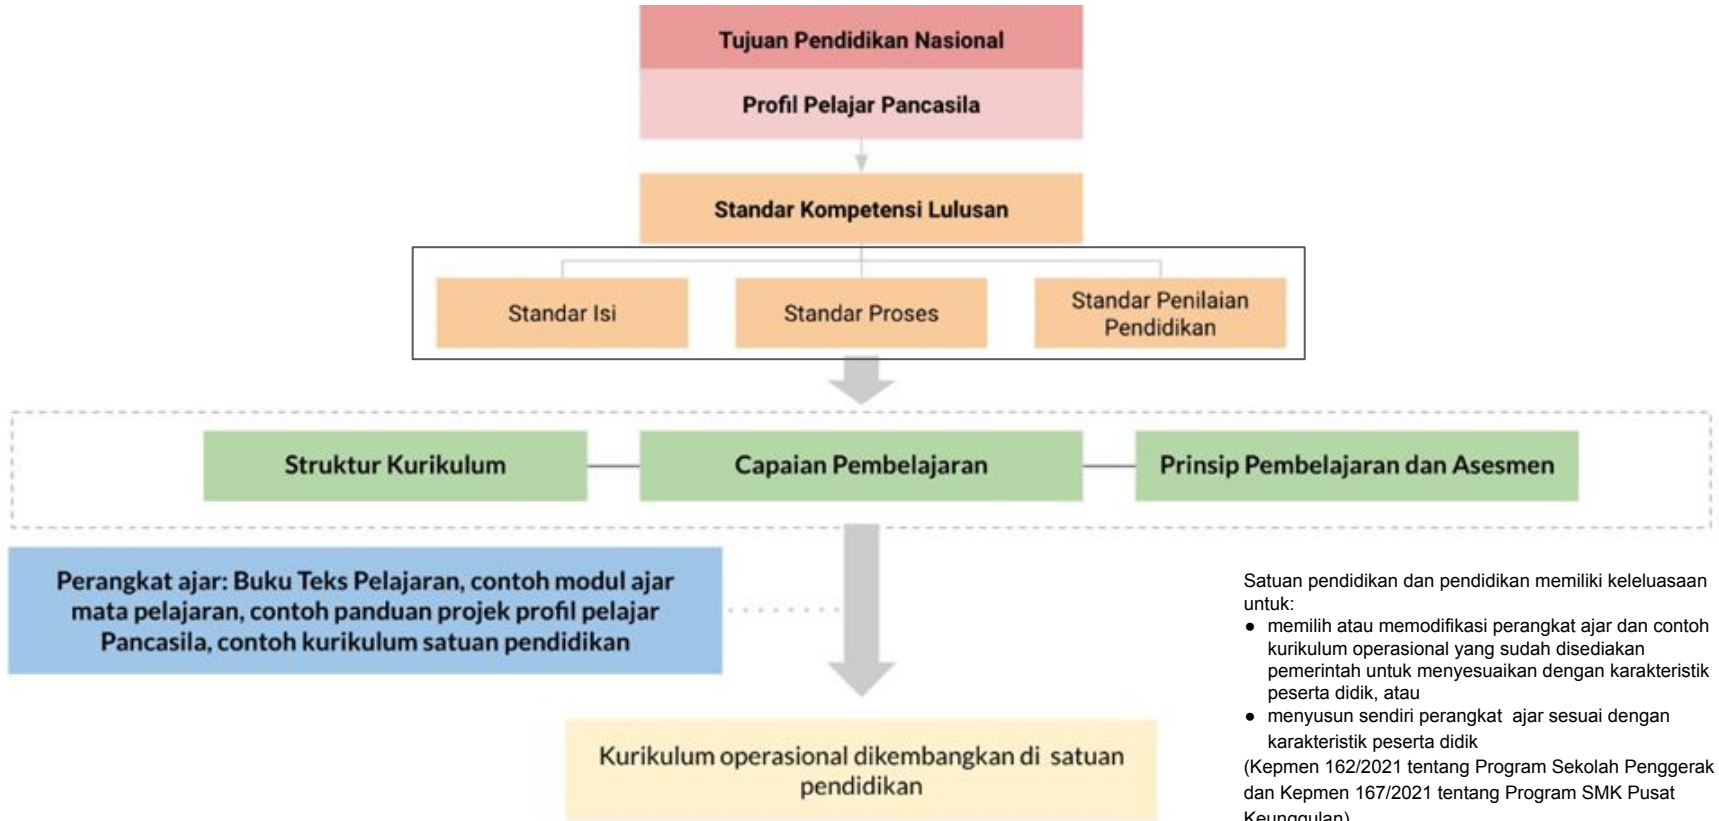 Tujuan Pendidikan Nasional
Profil Pelajar Pancasila
Standar Kompetensi Lulusan
Standar Isi
Standar Proses
Standar Penilaian
Pendidikan
Struktur Kurikulum
Capaian Pembelajaran
Prinsip Pembelajaran dan Asesmen
Perangkat ajar: Buku Teks Pelajaran, contoh modul ajar
mata pelajaran, contoh panduan projek profil pelajar
Pancasila, contoh kurikulum satuan pendidikan
Satuan pendidikan dan pendidikan memiliki keleluasaan
untuk:
● memilih atau memodifikasi perangkat ajar dan contoh
kurikulum operasional yang sudah disediakan
pemerintah untuk menyesuaikan dengan karakteristik
peserta didik, atau
● menyusun sendiri perangkat ajar sesuai dengan
karakteristik peserta didik
(Kepmen 162/2021 tentang Program Sekolah Penggerak
dan Kepmen 167/2021 tentang Program SMK Pusat
Keunggulan)
Kurikulum operasional dikembangkan di satuan
pendidikan